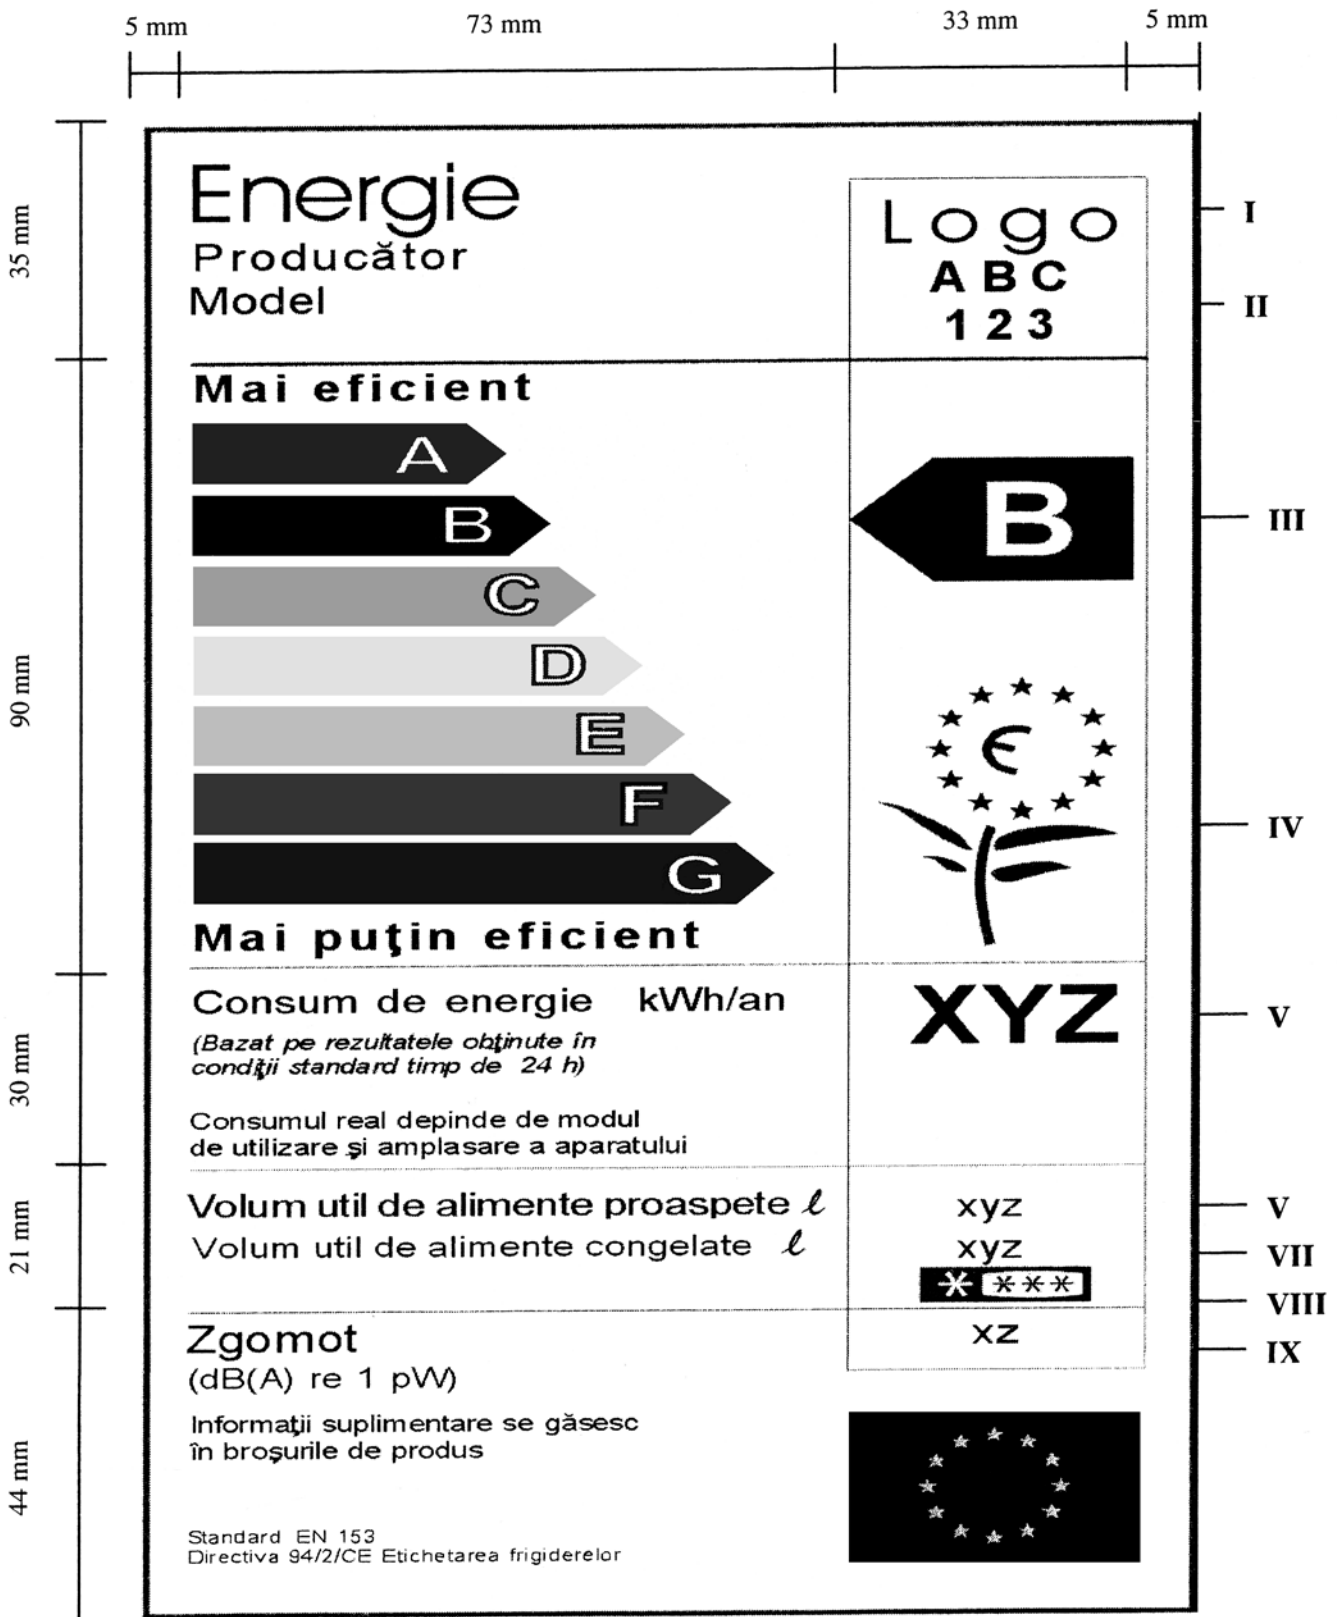 5 mm 73 mm 33 mm 5 mm
35 mm
Energie
Producător
Model
Logo
ABC
123
I
II
90 mm
Mai eficient
A
B
C
D
E
F
G
Mai puţin eficient
B
III
Є
IV
30 mm
Consum de energie kWh/an
XYZ
V
(Bazat pe rezultatele obţinute în
condiţii standard timp de 24 h)
Consumul real depinde de modul
de utilizare şi amplasare a aparatului
21 mm
Volum util de alimente proaspete ℓ xyz V
Volum util de alimente congelate ℓ xyz VII
* *** VIII
44 mm
Zgomot xz IX
(dB(A) re 1 pW)
Informaţii suplimentare se găsesc
în broşurile de produs
Standard EN 153
Directiva 94/2/CE Etichetarea frigiderelor